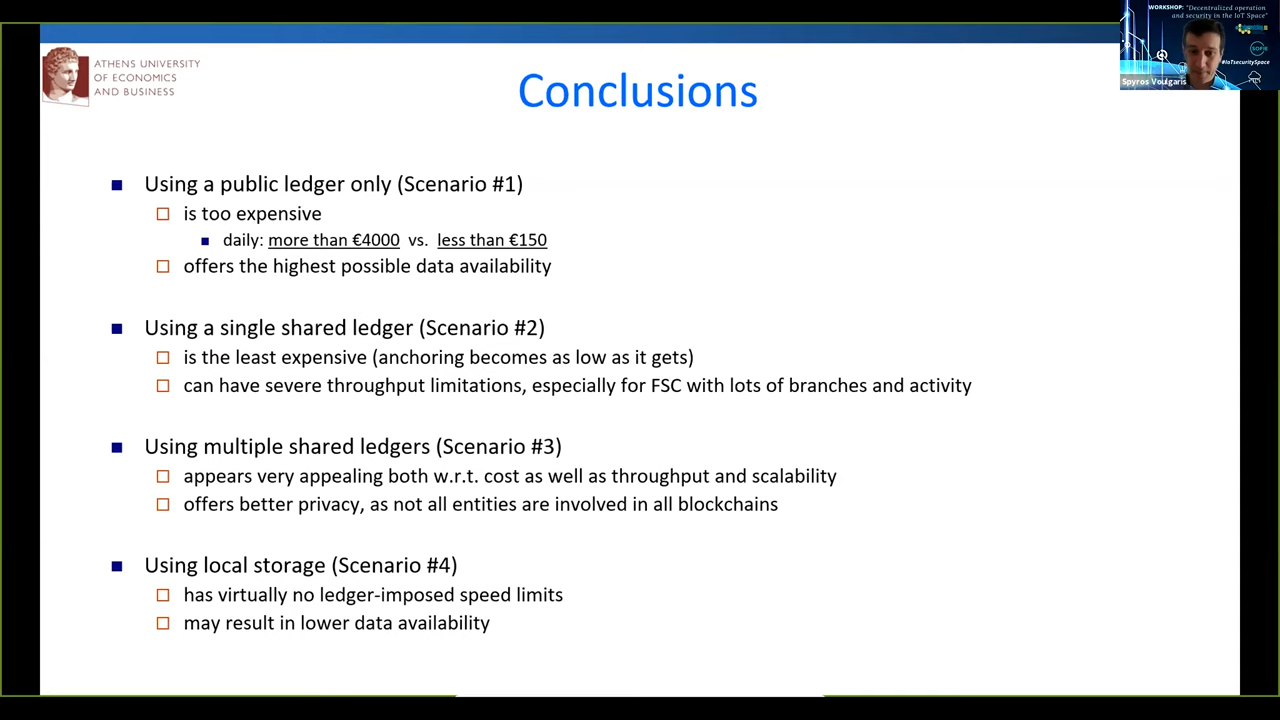 ATHENS UNIVERSITY
OF ECONOMICS
AND BUSINESS
WORKSHOP: "Decentralized operation
and security in the IoT Space"
SOFIE
#IoTsecuritySpace
Spyros Voulgaris
Conclusions
Using a public ledger only (Scenario #1)
is too expensive
daily: more than €4000 vs. less than €150
offers the highest possible data availability
Using a single shared ledger (Scenario #2)
is the least expensive (anchoring becomes as low as it gets)
can have severe throughput limitations, especially for FSC with lots of branches and activity
Using multiple shared ledgers (Scenario #3)
appears very appealing both w.r.t. cost as well as throughput and scalability
offers better privacy, as not all entities are involved in all blockchains
Using local storage (Scenario #4)
has virtually no ledger-imposed speed limits
may result in lower data availability